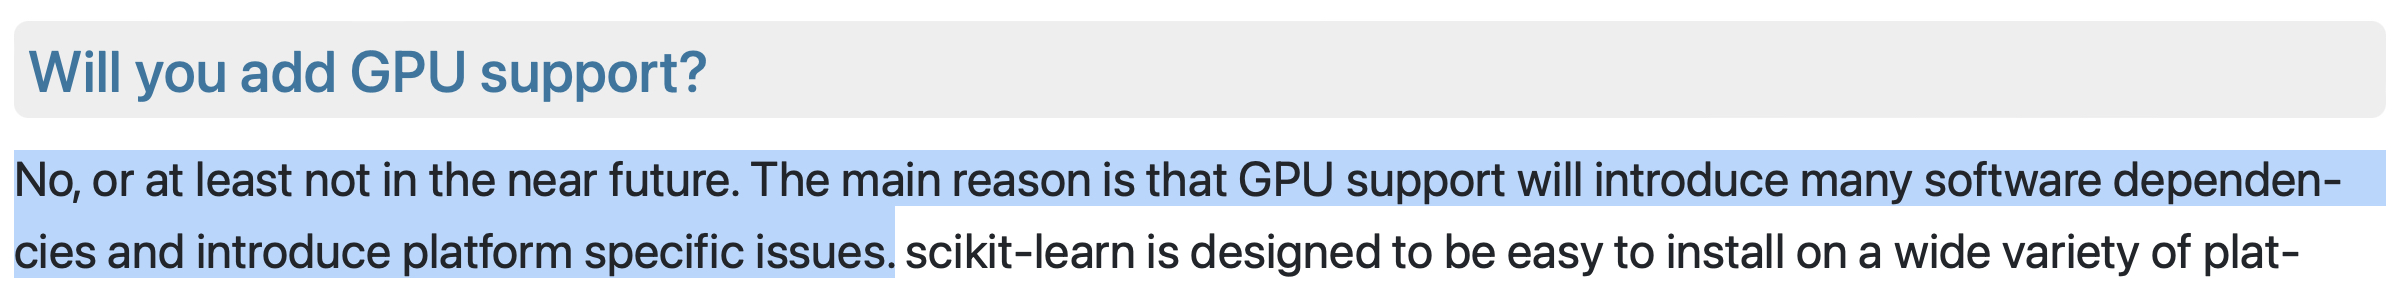 Will you add GPU support?
No, or at least not in the near future. The main reason is that GPU support will introduce many software dependen-
cies and introduce platform specific issues. scikit-learn is designed to be easy to install on a wide variety of plat-